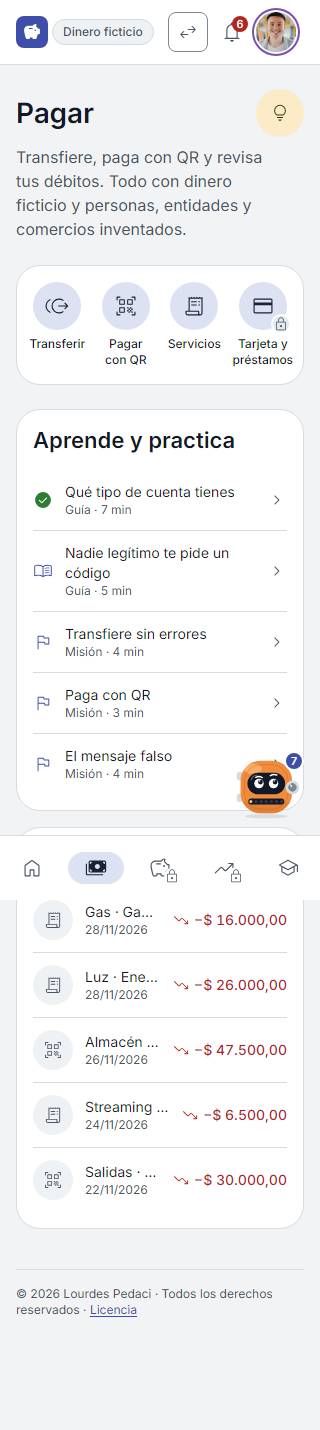 Dinero ficticio
6
Pagar
Transfiere, paga con QR y revisa
tus débitos. Todo con dinero
ficticio y personas, entidades y
comercios inventados.
Transferir
Pagar
con QR
Servicios
Tarjeta y
préstamos
Aprende y practica
Qué tipo de cuenta tienes
Guía · 7 min
Nadie legítimo te pide un
código
Guía · 5 min
Transfiere sin errores
Misión · 4 min
Paga con QR
Misión · 3 min
El mensaje falso
Misión · 4 min
7
Gas · Ga...
28/11/2026
−$ 16.000,00
Luz · Ene...
28/11/2026
−$ 26.000,00
Almacén ...
26/11/2026
−$ 47.500,00
Streaming ...
24/11/2026
−$ 6.500,00
Salidas · ...
22/11/2026
−$ 30.000,00
© 2026 Lourdes Pedaci · Todos los derechos
reservados · Licencia